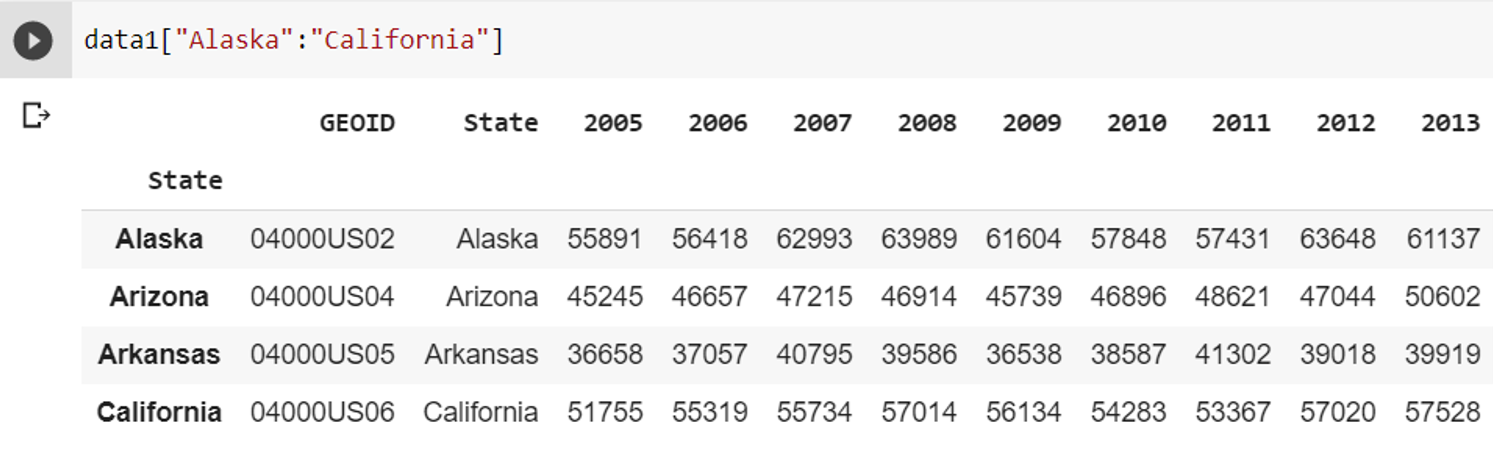 data1["Alaska":"California"]
GEOID State 2005 2006 2007 2008 2009 2010 2011 2012 2013
State
Alaska 04000US02 Alaska 55891 56418 62993 63989 61604 57848 57431 63648 61137
Arizona 04000US04 Arizona 45245 46657 47215 46914 45739 46896 48621 47044 50602
Arkansas 04000US05 Arkansas 36658 37057 40795 39586 36538 38587 41302 39018 39919
California 04000US06 California 51755 55319 55734 57014 56134 54283 53367 57020 57528